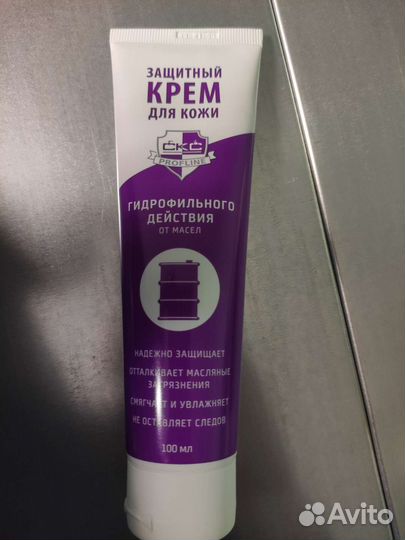 ЗАЩИТНЫЙ
КРЕМ
ДЛЯ КОЖИ
СКС
PROFLINE
ГИДРОФИЛЬНОГО
ДЕЙСТВИЯ
ОТ МАСЕЛ
НАДЕЖНО ЗАЩИЩАЕТ
ОТТАЛКИВАЕТ МАСЛЯНЫЕ
ЗАГРЯЗНЕНИЯ
СМЯГЧАЕТ И УВЛАЖНЯЕТ
НЕ ОСТАВЛЯЕТ СЛЕДОВ
100 МЛ
Avito